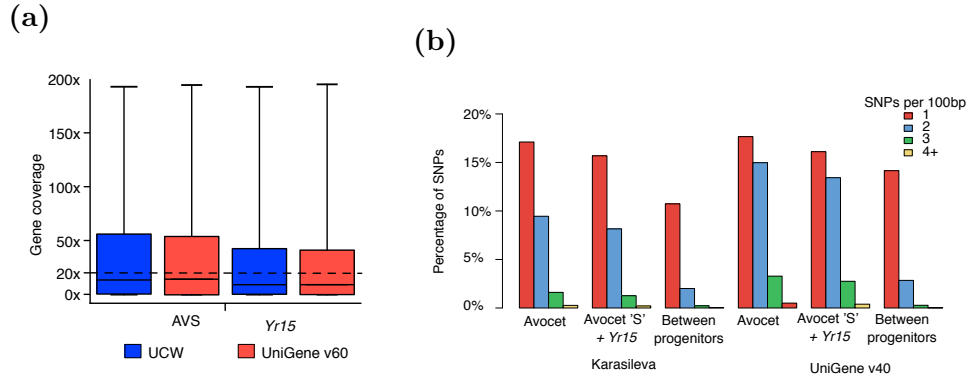 (a)
Gene coverage
200x
150x
100x
50x
20x
0x
AVS
Yr15
UCW
UniGene v60
(b)
SNPs per 100bp
1
2
3
4+
Percentage of SNPs
20%
15%
10%
5%
0%
Avocet
Avocet 'S'
+ Yr15
Between
progenitors
Avocet
Avocet 'S'
+ Yr15
Between
progenitors
Karasileva
UniGene v40